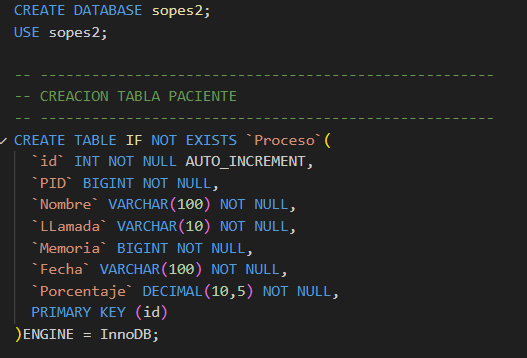 CREATE DATABASE sopes2;
USE sopes2;
-- --------------------------------------------------------
-- CREACION TABLA PACIENTE
-- --------------------------------------------------------
CREATE TABLE IF NOT EXISTS `Proceso`(
`id` INT NOT NULL AUTO_INCREMENT,
`PID` BIGINT NOT NULL,
`Nombre` VARCHAR(100) NOT NULL,
`LLamada` VARCHAR(10) NOT NULL,
`Memoria` BIGINT NOT NULL,
`Fecha` VARCHAR(100) NOT NULL,
`Porcentaje` DECIMAL(10,5) NOT NULL,
PRIMARY KEY (id)
)ENGINE = InnoDB;